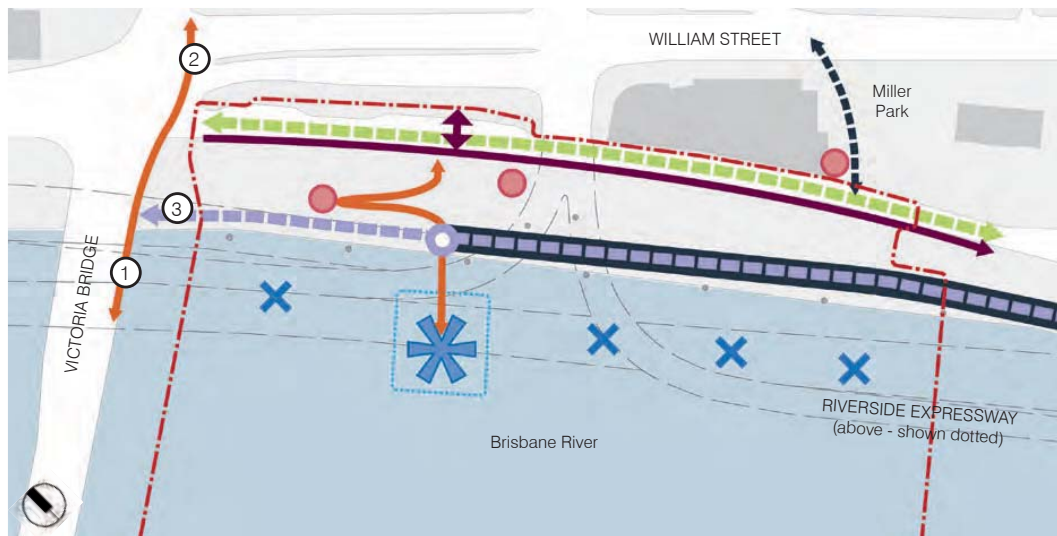 WILLIAM STREET
2
Miller
Park
3
1
VICTORIA BRIDGE
RIVERSIDE EXPRESSWAY
(above - shown dotted)
Brisbane River